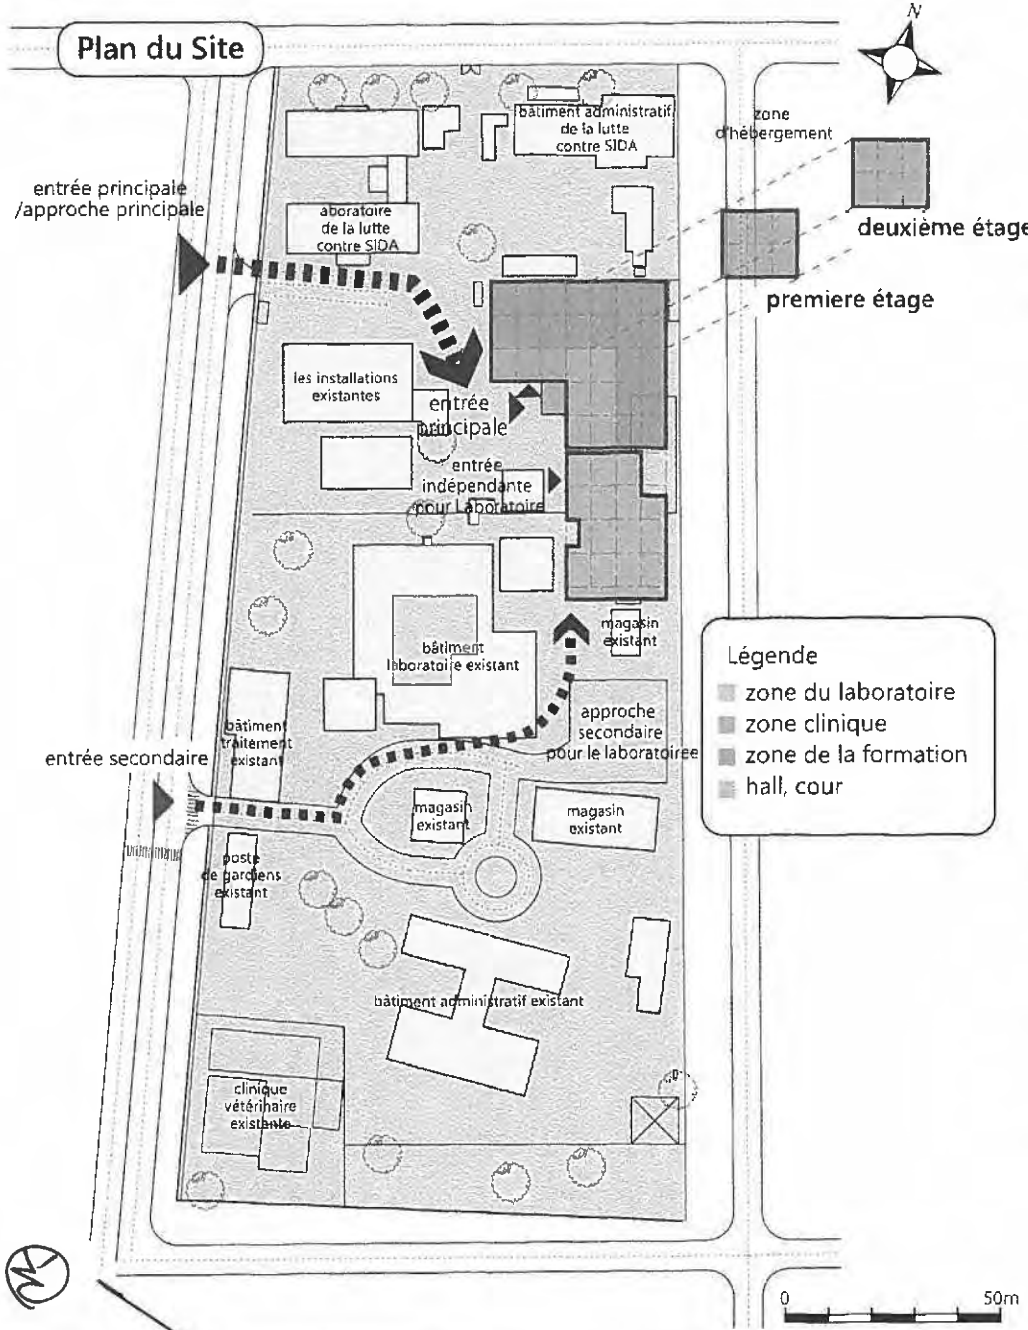 Plan du Site
N
zone
d'hébergement
bâtiment administratif
de la lutte
contre SIDA
entrée principale
/approche principale
aboratoire
de la lutte
contre SIDA
deuxième étage
premiere étage
les installations
existantes
entrée
principale
entrée
indépendante
pour Laboratoire
magasin
existant
bâtiment
laboratoire existant
Légende
zone du laboratoire
zone clinique
zone de la formation
hall, cour
approche
secondaire
pour le laboratoiree
bâtiment
traitement
existant
entrée secondaire
magasin
existant
magasin
existant
poste
de gardiens
existant
bâtiment administratif existant
clinique
vétérihaire
existente
0 50m